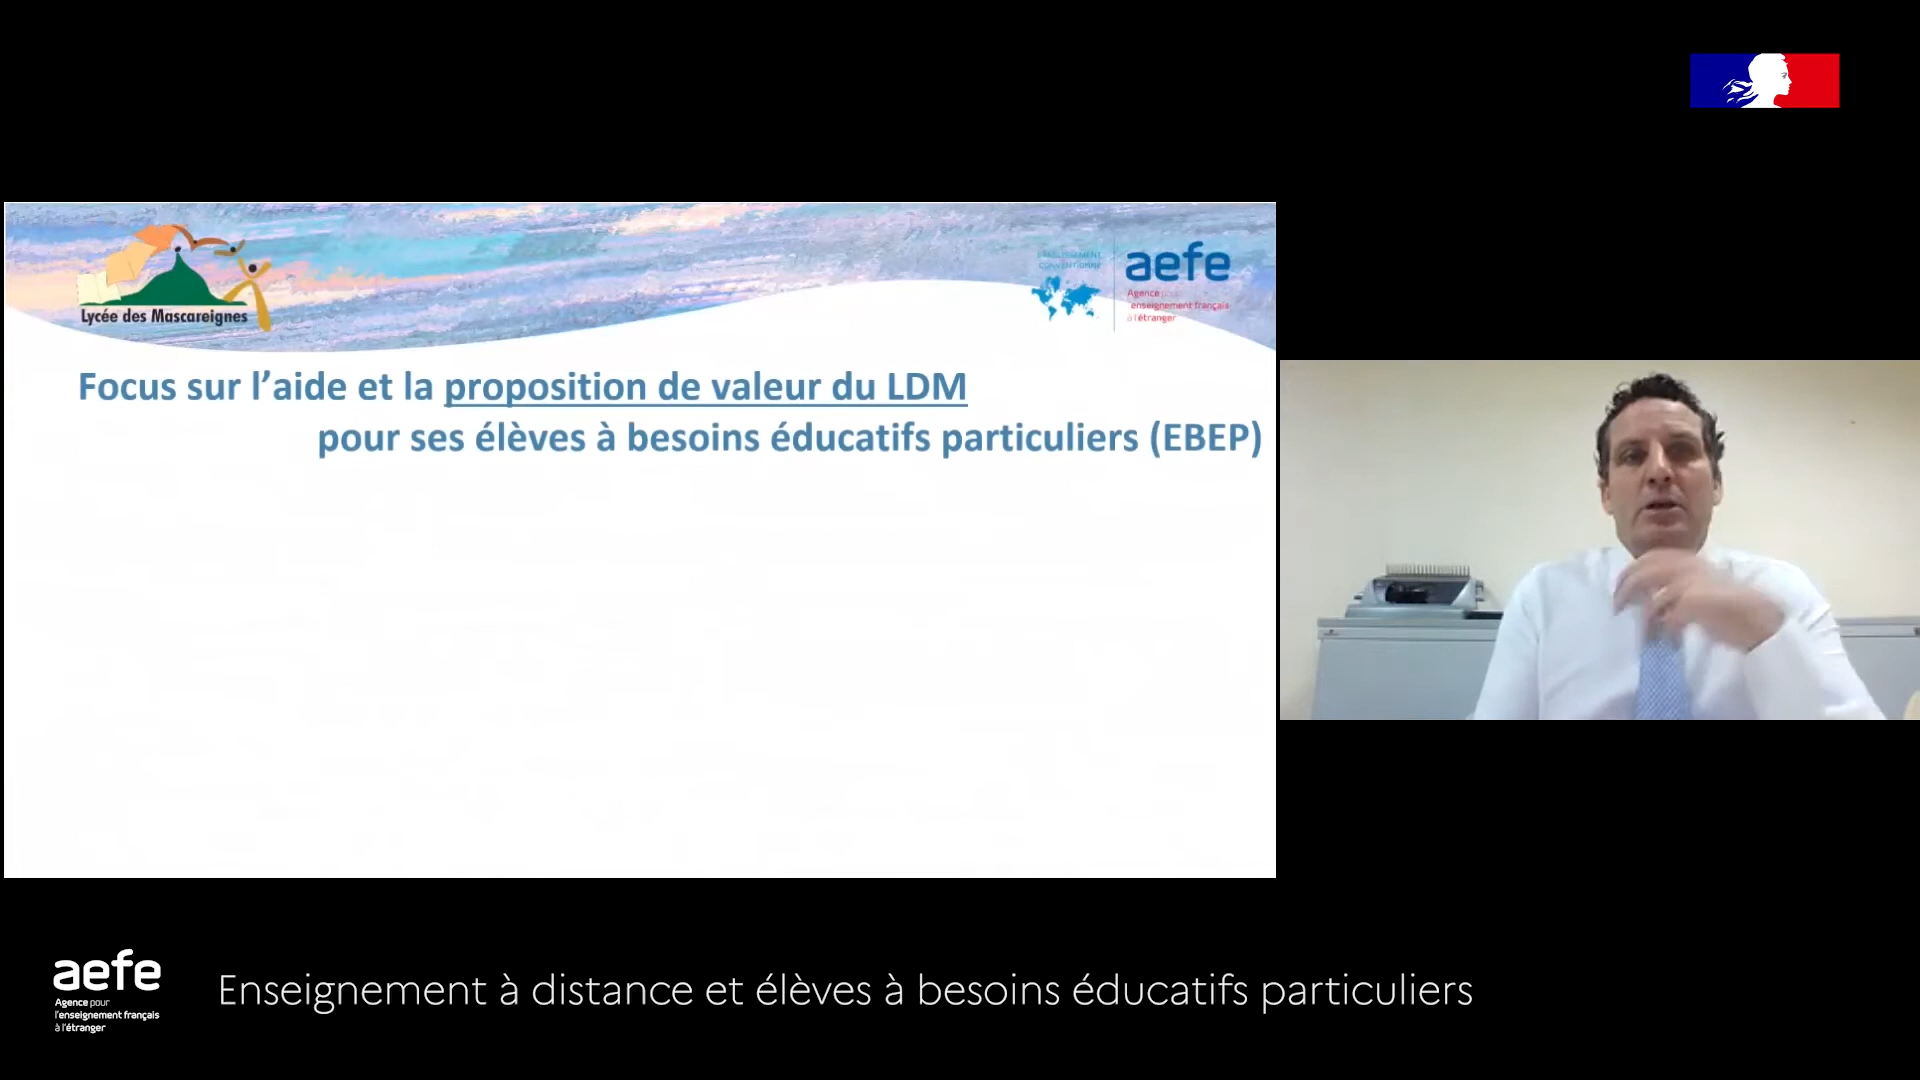 Lycée des Mascareignes
ÉTABLISSEMENT
CONVENTIONNÉ
aefe
Agence pour
l'enseignement français
à l'étranger
Focus sur l’aide et la proposition de valeur du LDM
pour ses élèves à besoins éducatifs particuliers (EBEP)
aefe
Agence pour
l'enseignement français
à l'étranger
Enseignement à distance et élèves à besoins éducatifs particuliers